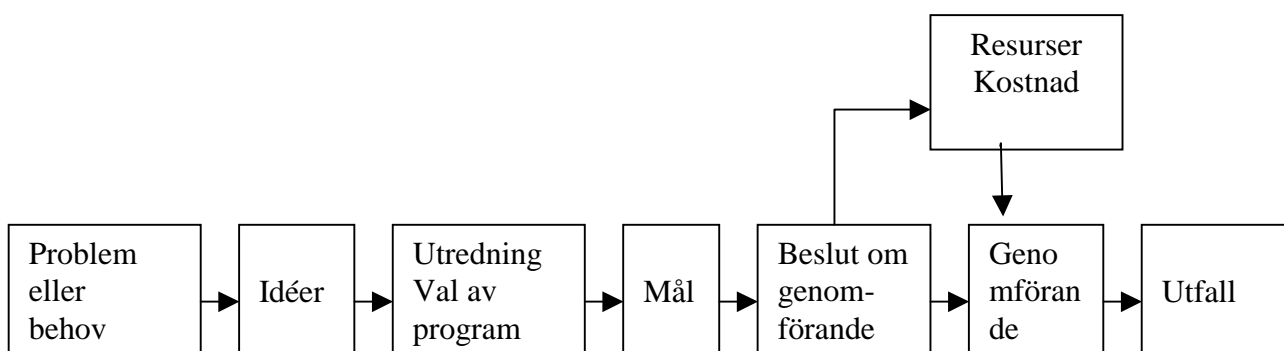 Resurser
Kostnad
Problem
eller
behov
Idéer
Utredning
Val av
program
Mål
Beslut om
genom-
förande
Geno
mföran
de
Utfall